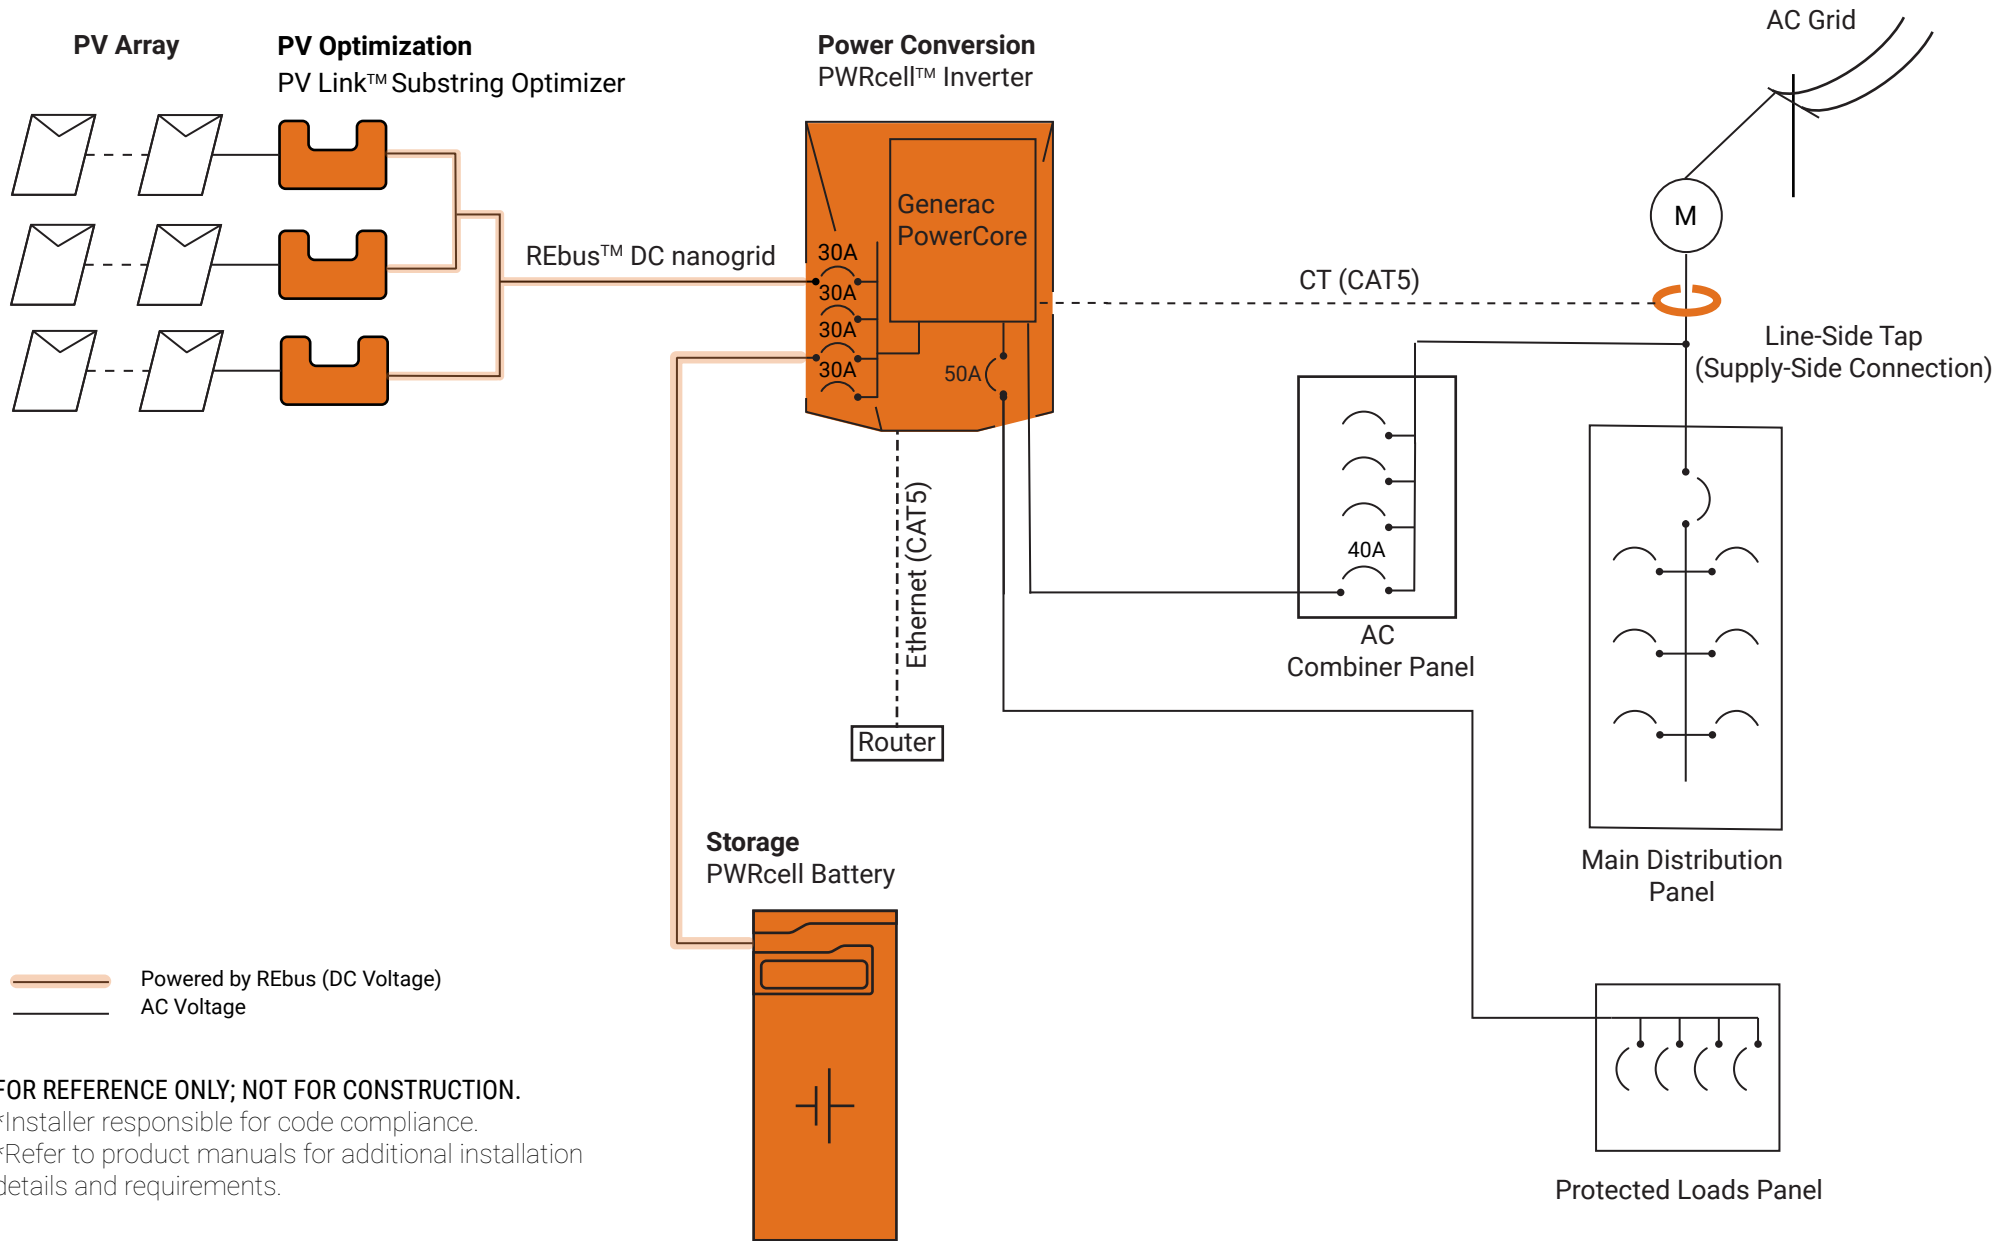 PV Array
PV Optimization
PV Link™ Substring Optimizer
Power Conversion
PWRcell™ Inverter
AC Grid
Generac
PowerCore
M
30A
30A
30A
30A
50A
REbus™ DC nanogrid
CT (CAT5)
Line-Side Tap
(Supply-Side Connection)
Ethernet (CAT5)
40A
AC
Combiner Panel
Router
Storage
PWRcell Battery
Main Distribution
Panel
Powered by REbus (DC Voltage)
AC Voltage
FOR REFERENCE ONLY; NOT FOR CONSTRUCTION.
*Installer responsible for code compliance.
*Refer to product manuals for additional installation
details and requirements.
Protected Loads Panel